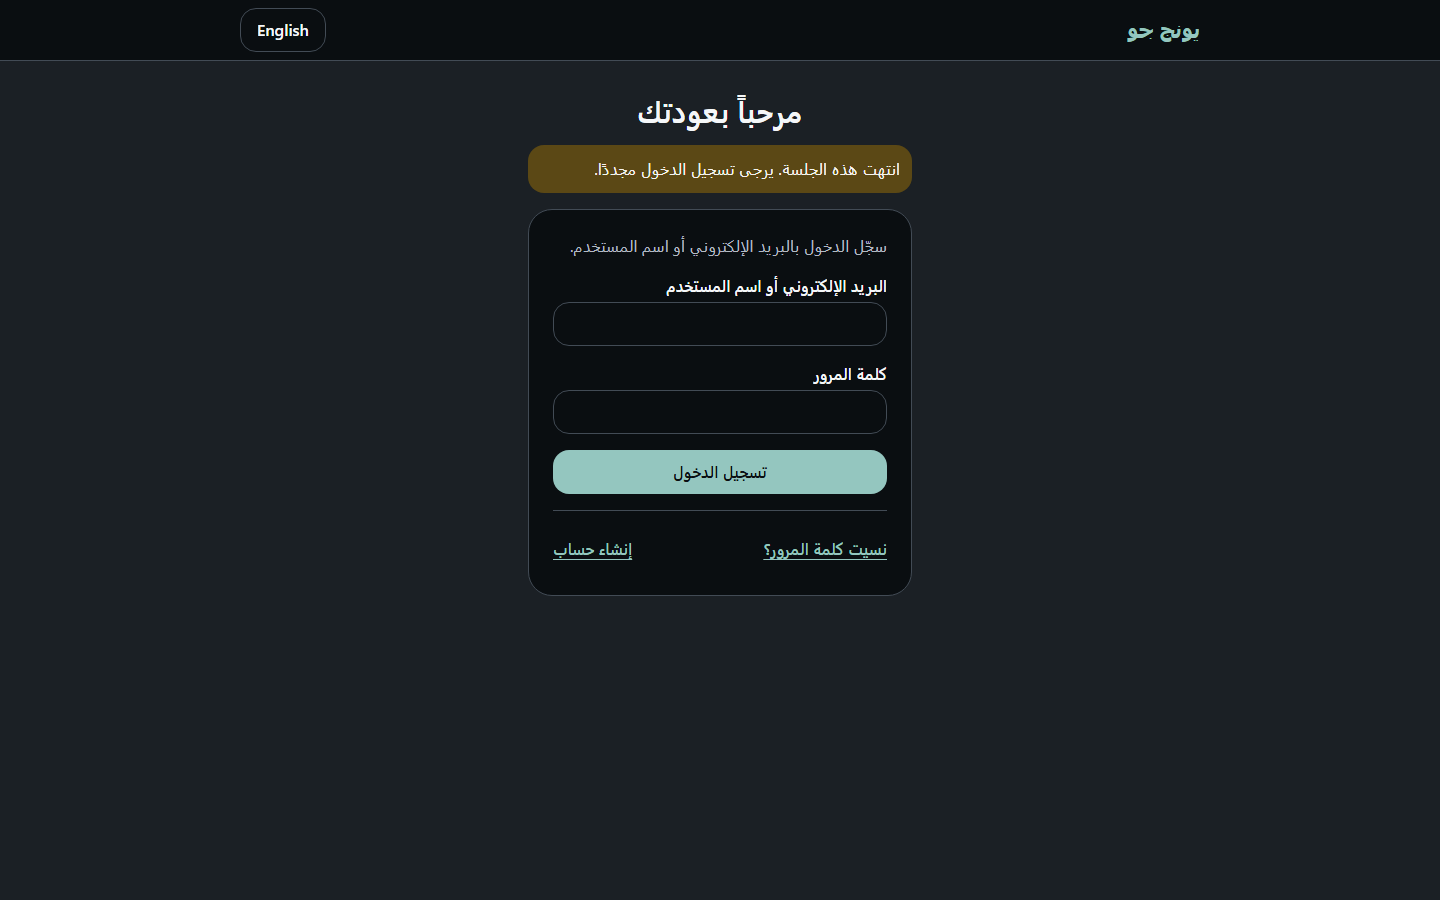 يونج جو
English
مرحباً بعودتك
انتهت هذه الجلسة. يرجى تسجيل الدخول مجددًا.
سجّل الدخول بالبريد الإلكتروني أو اسم المستخدم.
البريد الإلكتروني أو اسم المستخدم
كلمة المرور
تسجيل الدخول
نسيت كلمة المرور؟
إنشاء حساب